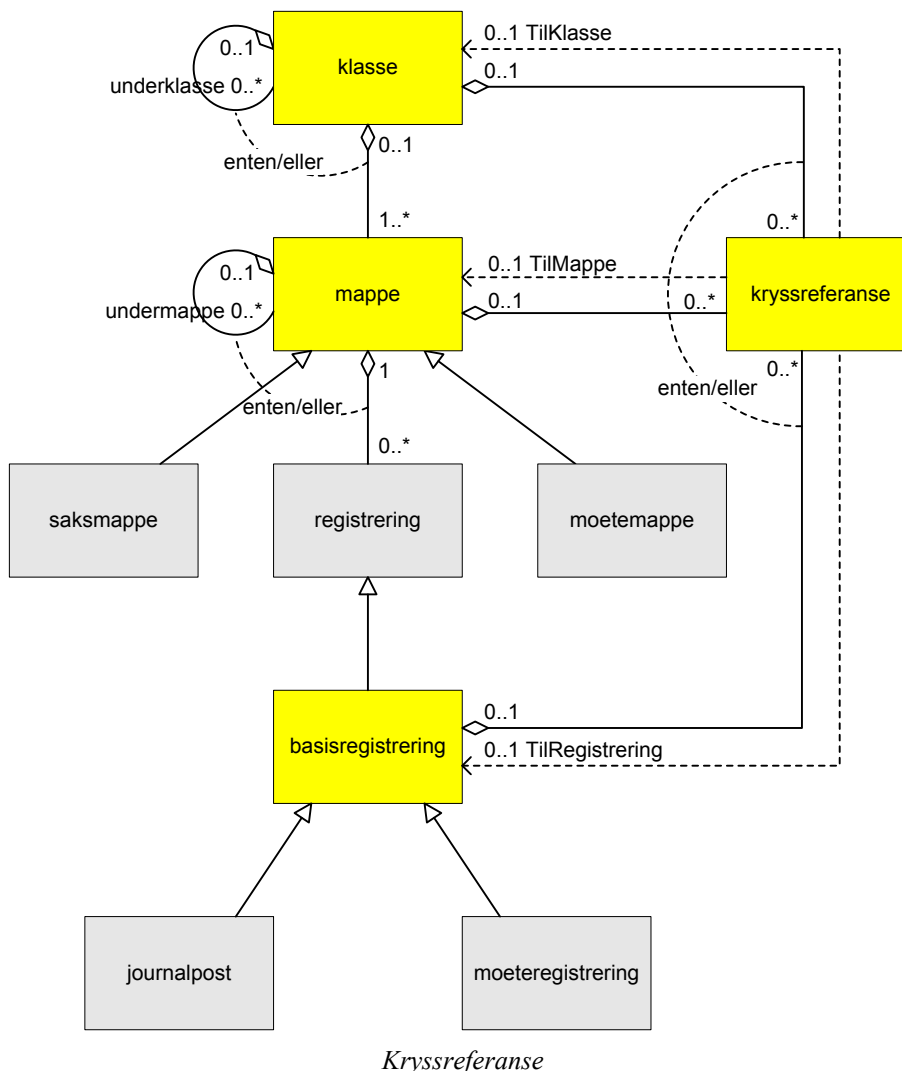 0..1 TilKlasse
0..1
klasse
0..1
underklasse 0..*
0..1
enten/eller
1..*
0..*
0..1
mappe
0..1 TilMappe
kryssreferanse
undermappe 0..*
0..1
0..*
1
0..*
enten/eller
enten/eller
0..*
saksmappe
registrering
moetemappe
0..1
basisregistrering
0..1 TilRegistrering
journalpost
moeteregistrering
Kryssreferanse